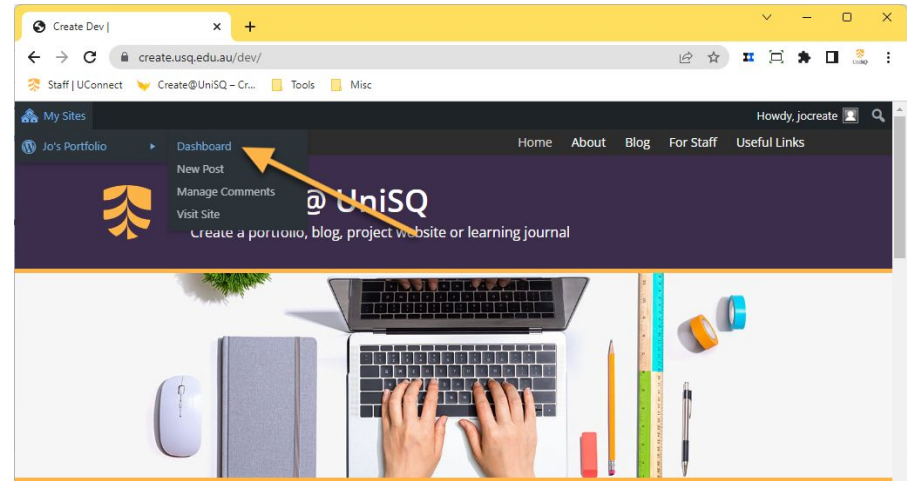 Create Dev |
create.usq.edu.au/dev/
Staff | UConnect Create@UniSQ – Cr... Tools Misc
My Sites Howdy, jocreate
Jo's Portfolio Dashboard Home About Blog For Staff Useful Links
New Post
Manage Comments
Visit Site
@ UniSQ
Create a portfolio, blog, project website or learning journal